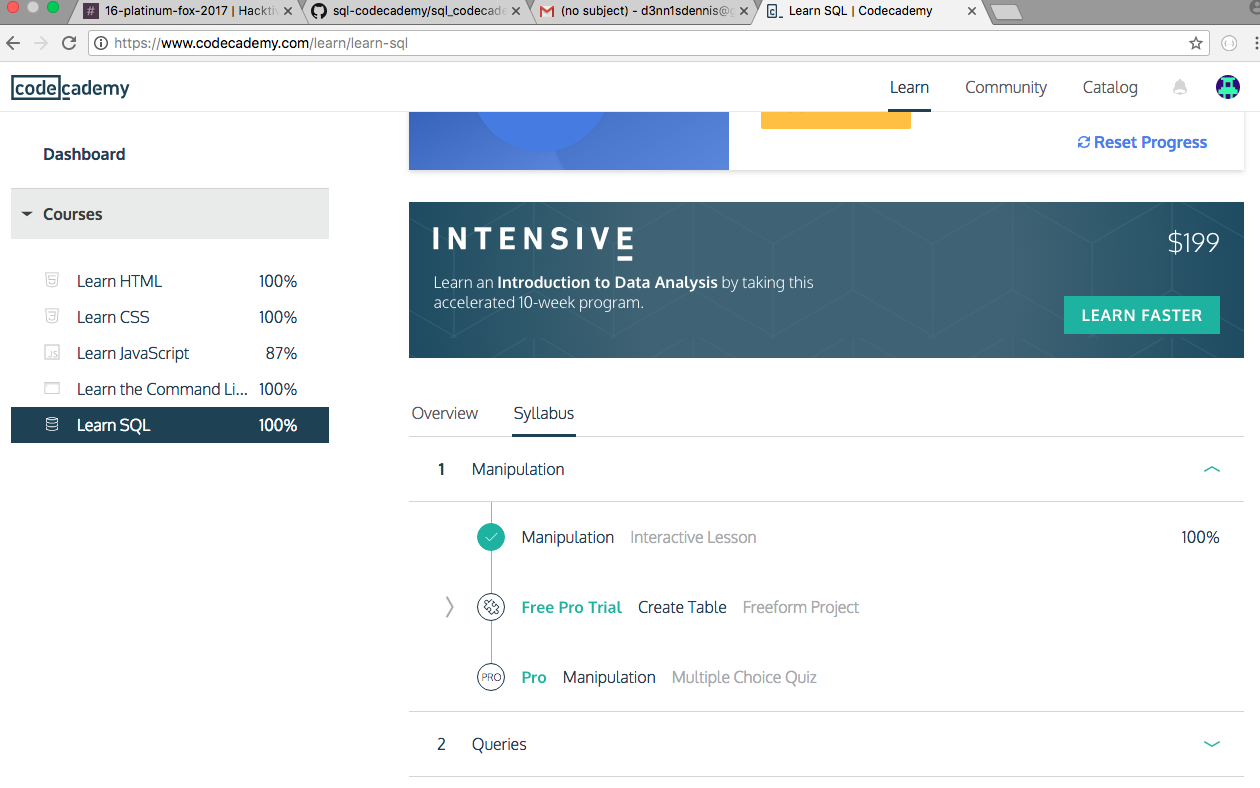 # 16-platinum-fox-2017 | Hackti
sql-codecademy/sql_codecade
(no subject) - d3nn1sdennis@g
Learn SQL | Codecademy
https://www.codecademy.com/learn/learn-sql
codecademy
Learn
Community
Catalog
Dashboard
Reset Progress
Courses
Learn HTML 100%
Learn CSS 100%
JS Learn JavaScript 87%
Learn the Command Li... 100%
Learn SQL 100%
INTENSIVE
$199
Learn an Introduction to Data Analysis by taking this
accelerated 10-week program.
LEARN FASTER
Overview
Syllabus
1 Manipulation
Manipulation Interactive Lesson 100%
Free Pro Trial Create Table Freeform Project
PRO Pro Manipulation Multiple Choice Quiz
2 Queries